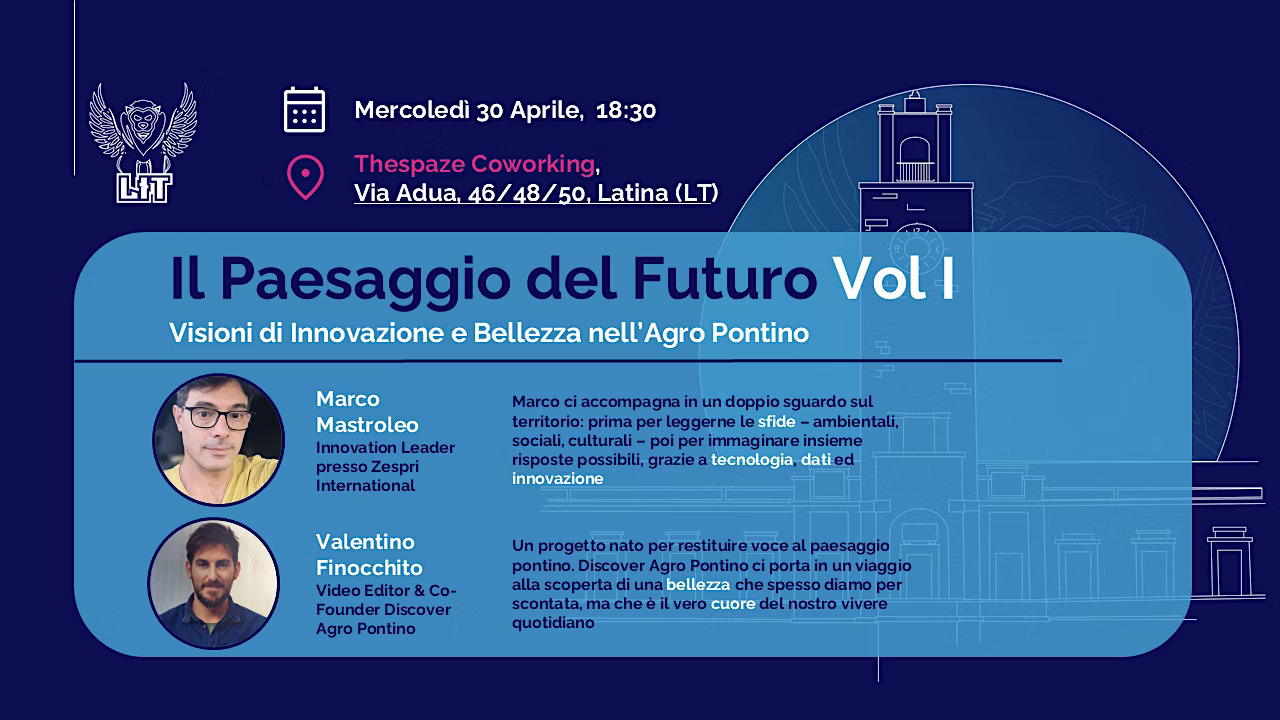 LIT
Mercoledì 30 Aprile, 18:30
Thespaze Coworking,
Via Adua, 46/48/50, Latina (LT)
Il Paesaggio del Futuro Vol I
Visioni di Innovazione e Bellezza nell'Agro Pontino
Marco
Mastroleo
Innovation Leader
presso Zespri
International
Marco ci accompagna in un doppio sguardo sul
territorio: prima per leggerne le sfide – ambientali,
sociali, culturali – poi per immaginare insieme
risposte possibili, grazie a tecnologia, dati ed
innovazione
Valentino
Finocchito
Video Editor & Co-
Founder Discover
Agro Pontino
Un progetto nato per restituire voce al paesaggio
pontino. Discover Agro Pontino ci porta in un viaggio
alla scoperta di una bellezza che spesso diamo per
scontata, ma che è il vero cuore del nostro vivere
quotidiano